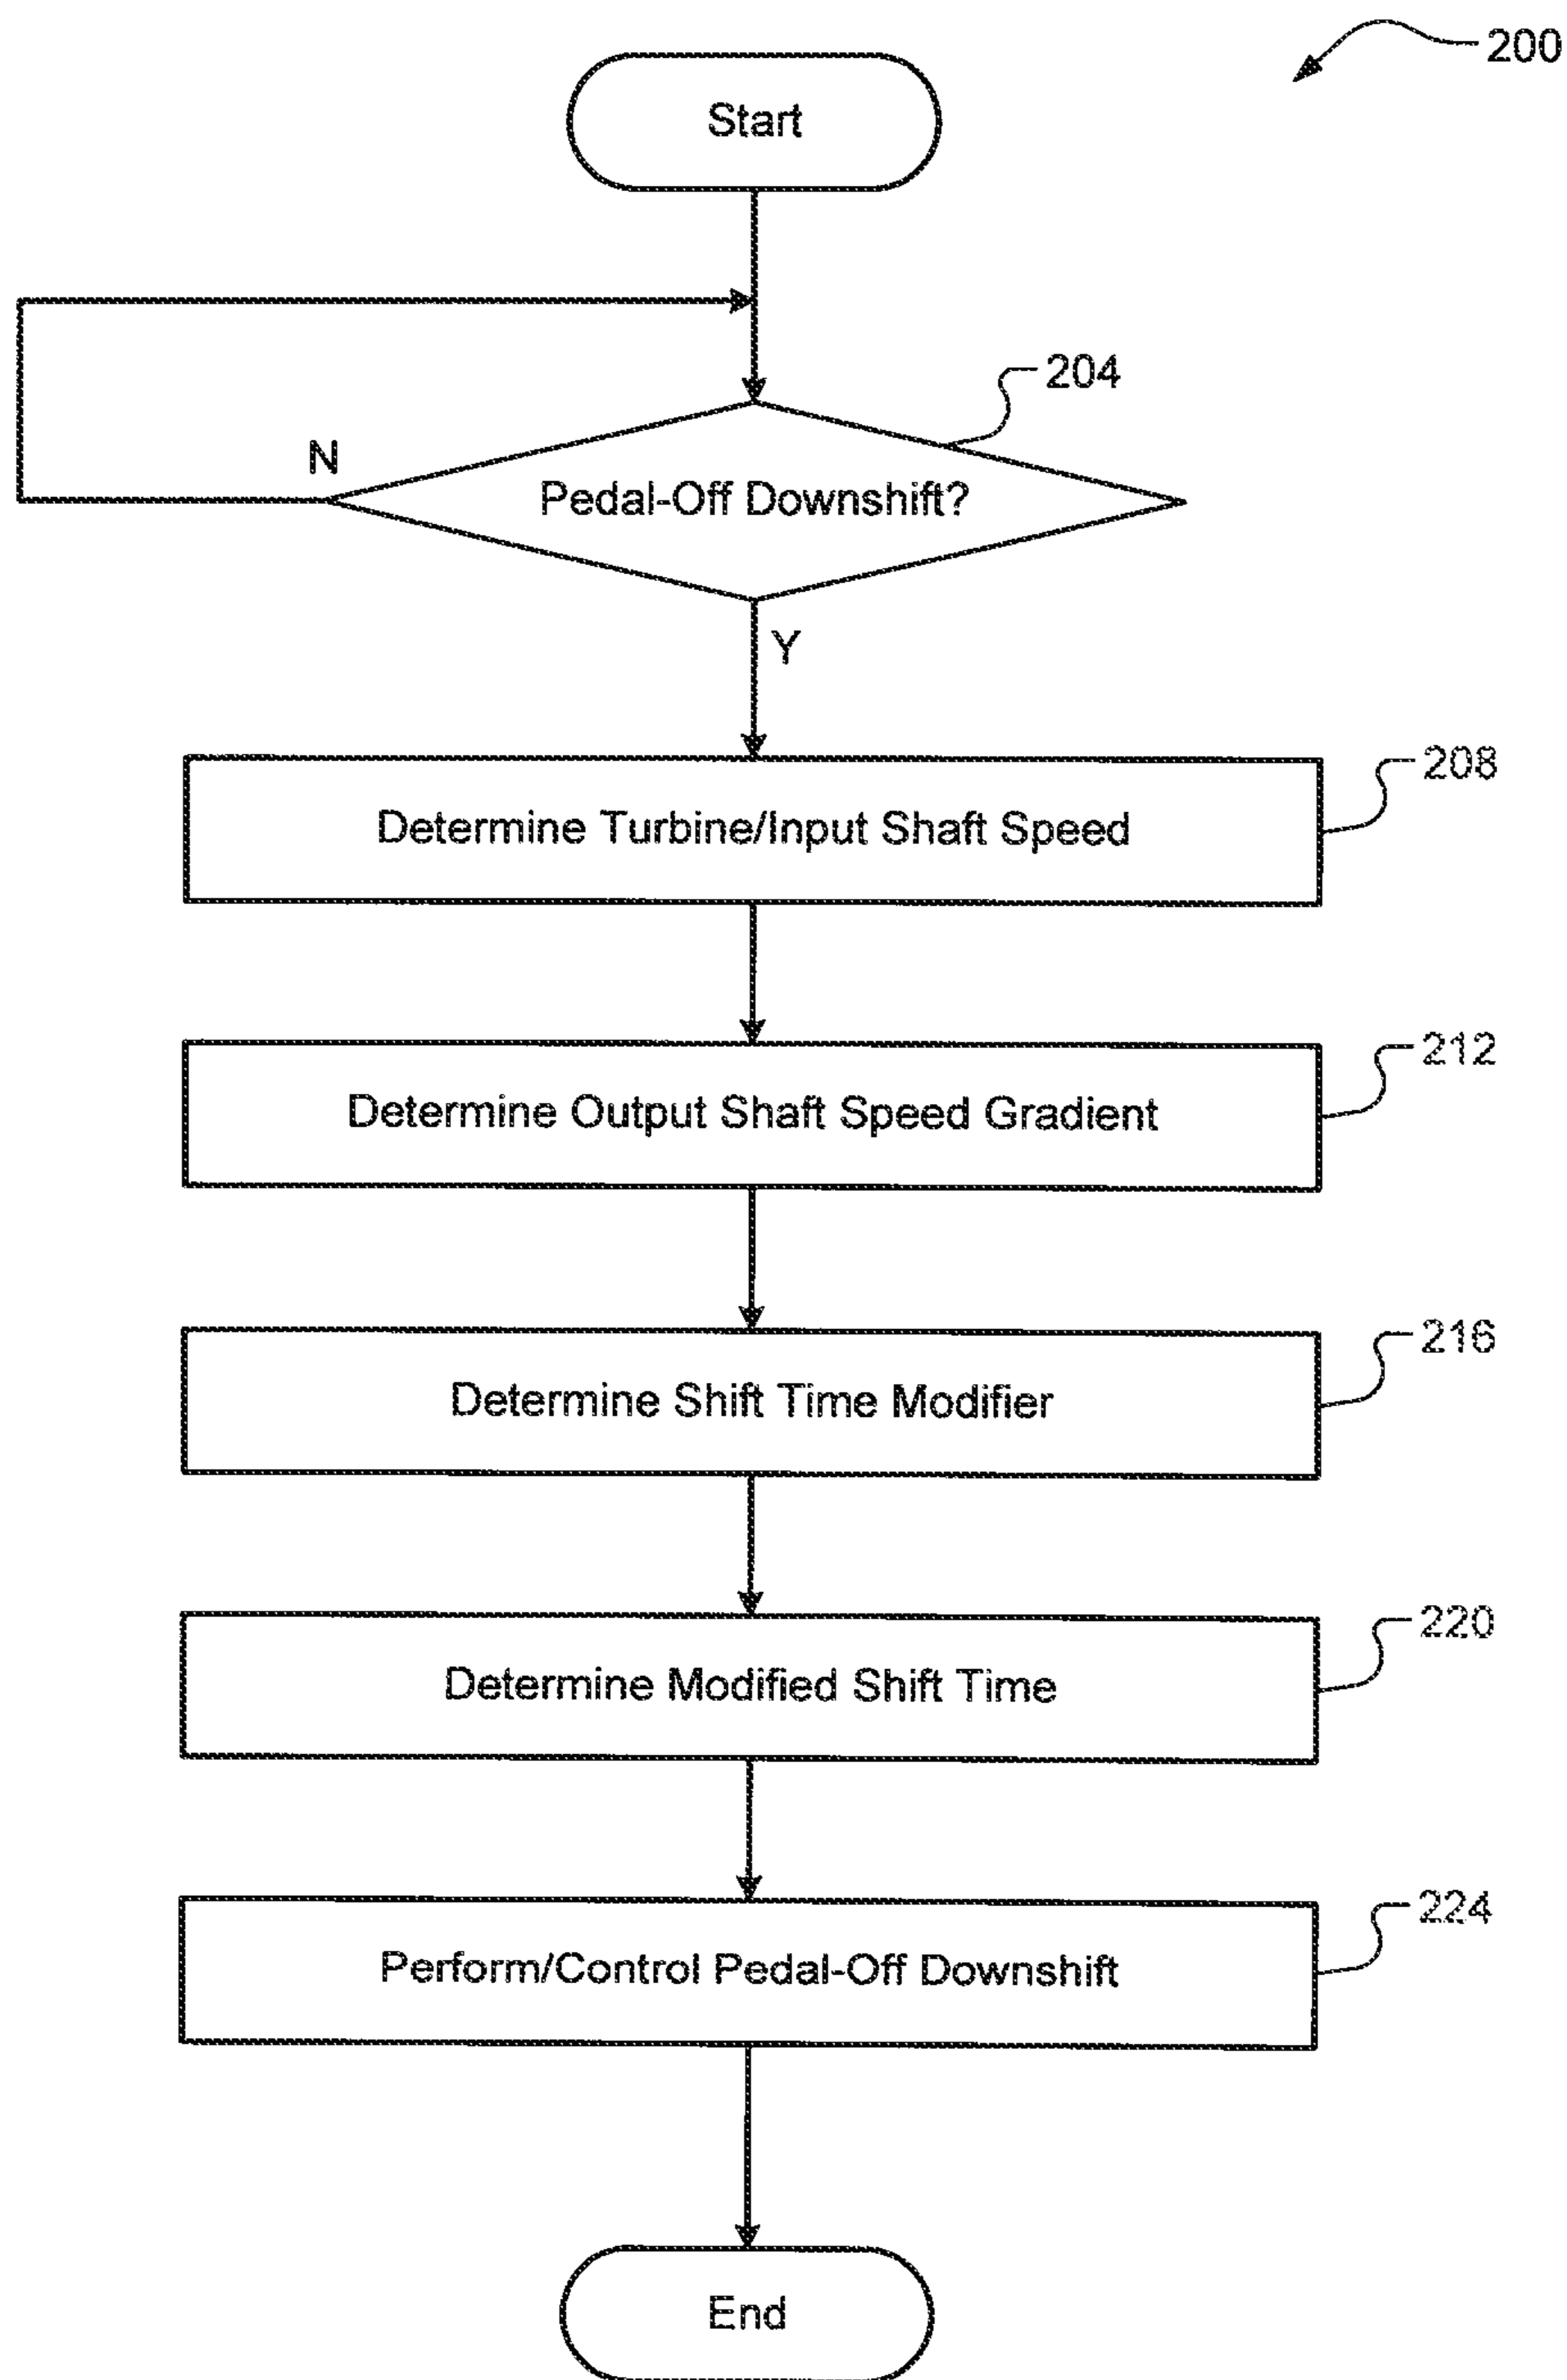 200
Start
204
N
Pedal-Off Downshift?
Y
208
Determine Turbine/Input Shaft Speed
212
Determine Output Shaft Speed Gradient
216
Determine Shift Time Modifier
220
Determine Modified Shift Time
224
Perform/Control Pedal-Off Downshift
End